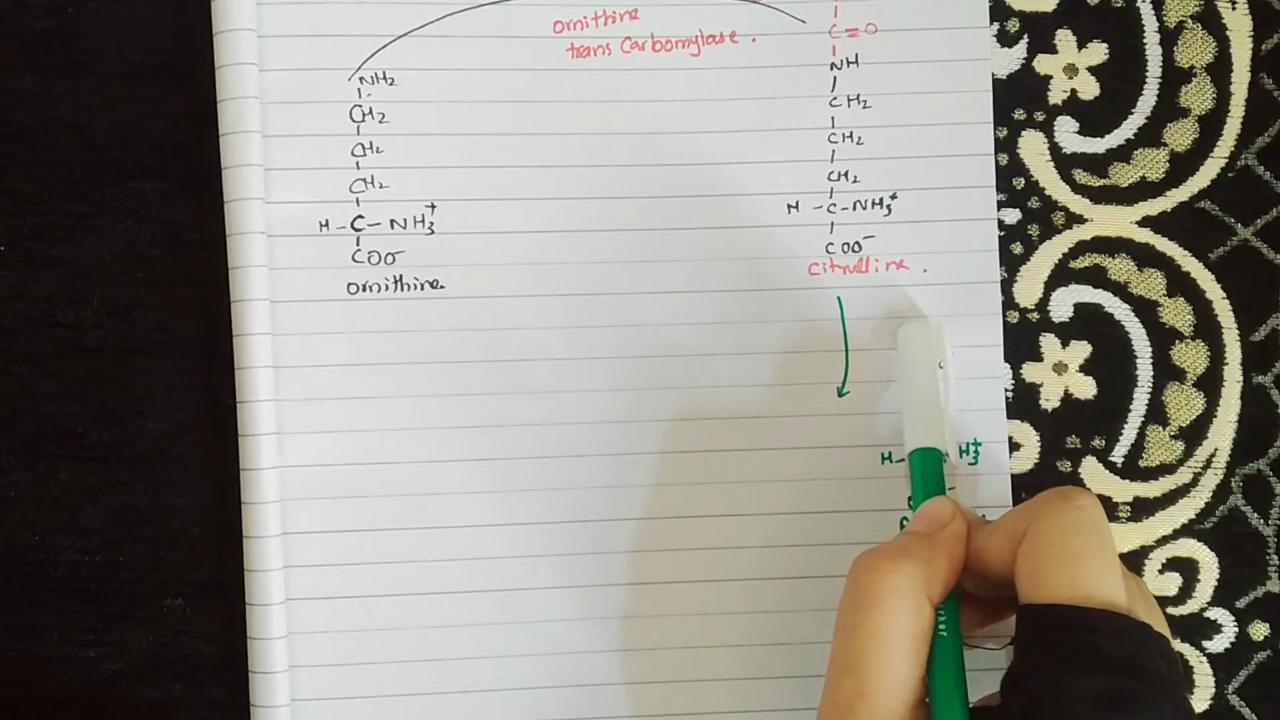 ornithine
trans Carbomylase.
C=O
NH
CH2
CH2
CH2
H-C-NH3+
COO-
citrulline.
NH2
CH2
CH2
CH2
H-C-NH3+
COO-
ornithine
H-
H3+